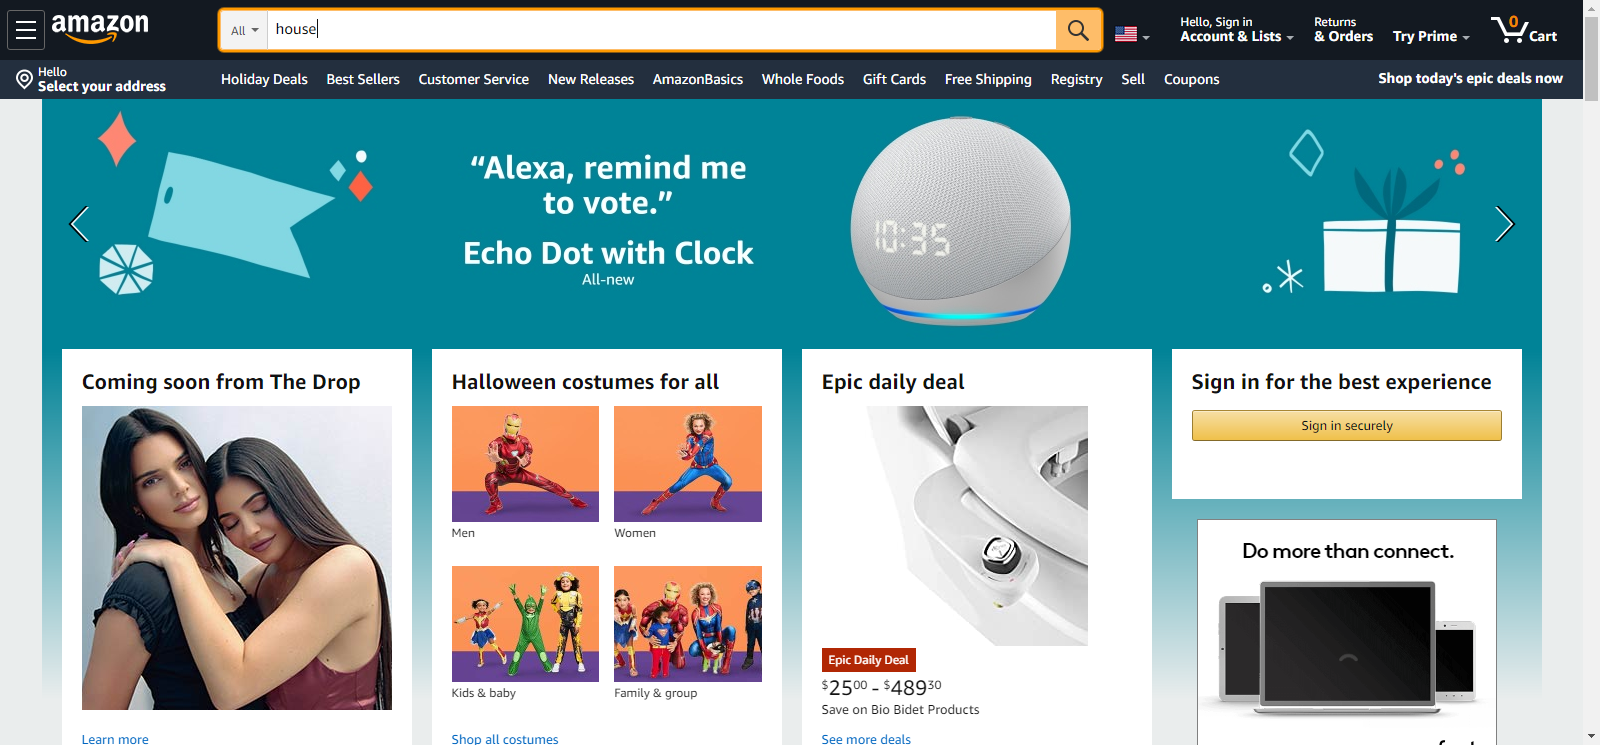 amazon
All
house
Hello, Sign in
Account & Lists
Returns
& Orders
Try Prime
0
Cart
Hello
Select your address
Holiday Deals
Best Sellers
Customer Service
New Releases
AmazonBasics
Whole Foods
Gift Cards
Free Shipping
Registry
Sell
Coupons
Shop today's epic deals now
“Alexa, remind me
to vote.”
Echo Dot with Clock
All-new
10:35
Coming soon from The Drop
Learn more
Halloween costumes for all
Men
Women
Kids & baby
Family & group
Shop all costumes
Epic daily deal
Epic Daily Deal
$2500 - $48930
Save on Bio Bidet Products
See more deals
Sign in for the best experience
Sign in securely
Do more than connect.